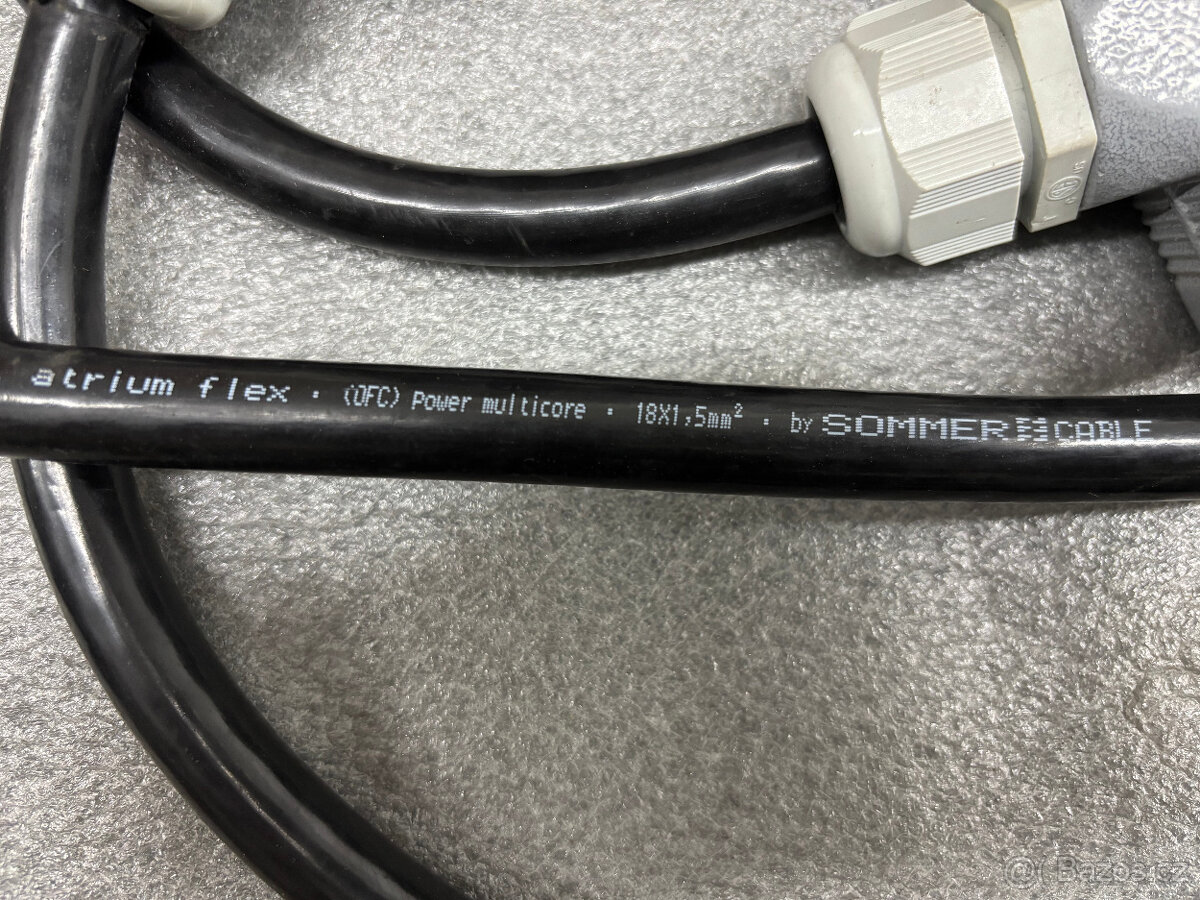 atrium flex · (OFC) Power multicore · 18X1,5mm² · by SOMMER CABLE
Bazos.cz